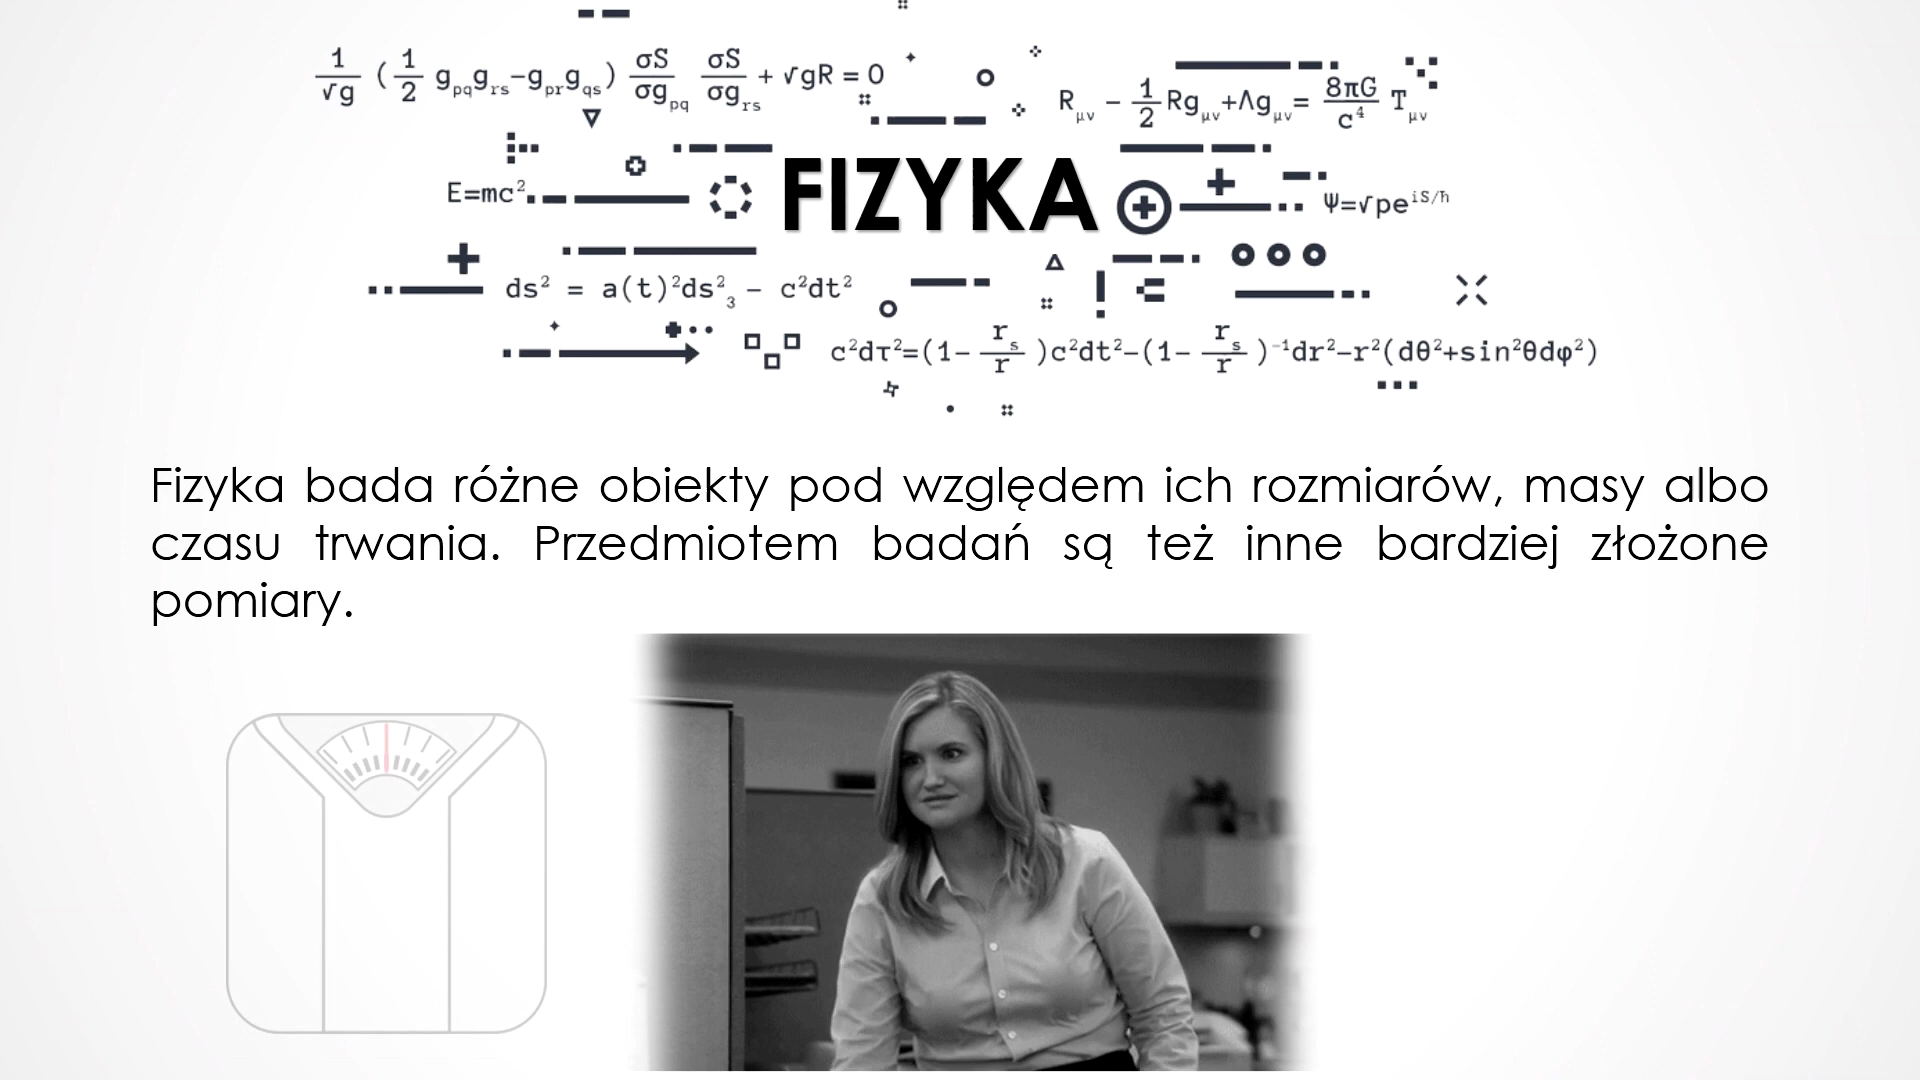 1/√g (1/2 g_pq g_rs – g_pr g_qs) σS/σg_pq σS/σg_rs + √gR = 0
R_μν – 1/2 Rg_μν + Λg_μν = 8πG/c⁴ T_μν
FIZYKA
E=mc²
Ψ=√pe^iS/ħ
ds² = a(t)²ds²₃ – c²dt²
c²dτ²=(1– r_s/r )c²dt²–(1– r_s/r )⁻¹dr²–r²(dθ²+sin²θdφ²)
Fizyka bada różne obiekty pod względem ich rozmiarów, masy albo
czasu trwania. Przedmiotem badań są też inne bardziej złożone
pomiary.